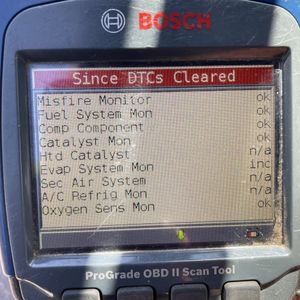 BOSCH
Since DTCs Cleared
Misfire Monitor ok
Fuel System Mon ok
Comp Component ok
Catalyst Mon ok
Htd Catalyst n/a
Evap System Mon inc
Sec Air System n/a
A/C Refrig Mon n/a
Oxygen Sens Mon ok
ProGrade OBD II Scan Tool